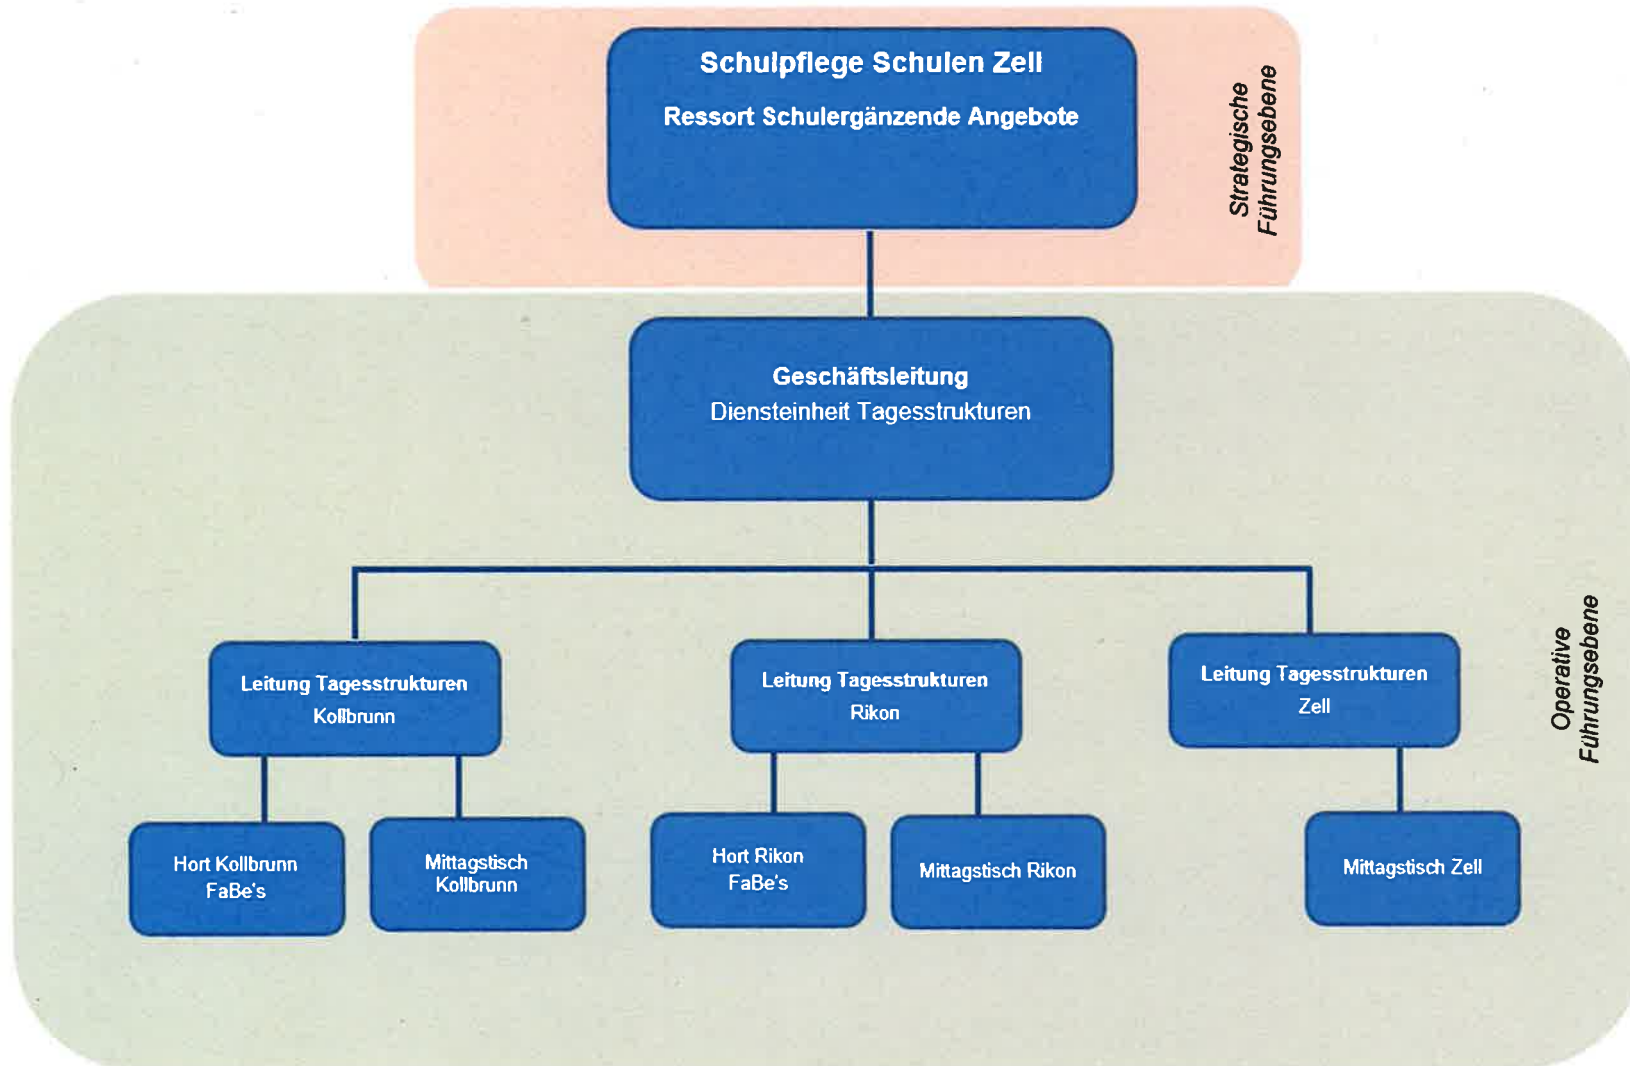 Schulpflege Schulen Zell
Ressort Schulergänzende Angebote
Strategische
Führungsebene
Geschäftsleitung
Diensteinheit Tagesstrukturen
Leitung Tagesstrukturen
Kollbrunn
Leitung Tagesstrukturen
Rikon
Leitung Tagesstrukturen
Zell
Operative
Führungsebene
Hort Kollbrunn
FaBe's
Mittagstisch
Kollbrunn
Hort Rikon
FaBe's
Mittagstisch Rikon
Mittagstisch Zell